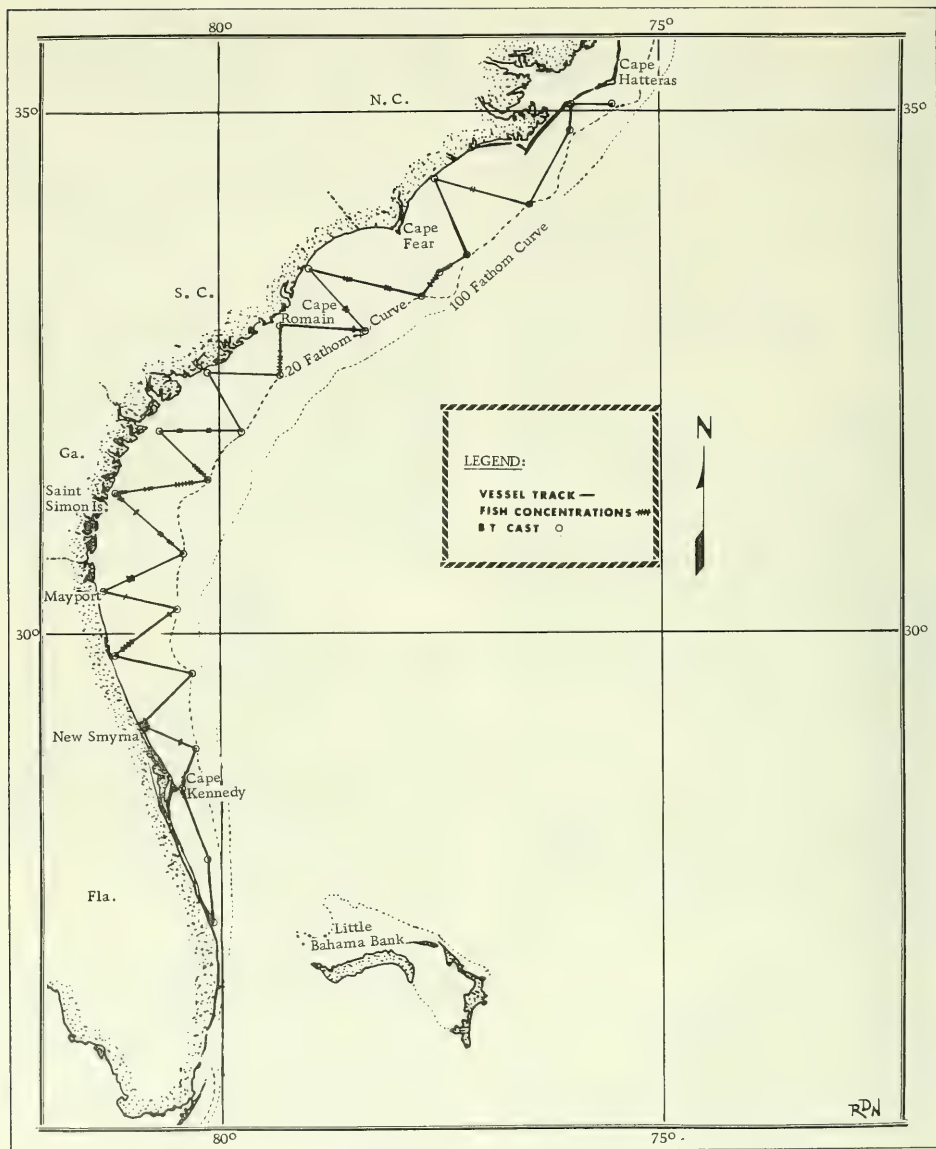 80°
75°
Cape
Hatteras
N. C.
35°
35°
Cape
Fear
100 Fathom Curve
S. C.
Cape
Romain
20 Fathom Curve
N
LEGEND:
VESSEL TRACK
FISH CONCENTRATIONS
BT CAST
Ga.
Saint
Simon Is.
Mayport
30°
30°
New Smyrna
Cape
Kennedy
Fla.
Little
Bahama Bank
RDN
80°
75°